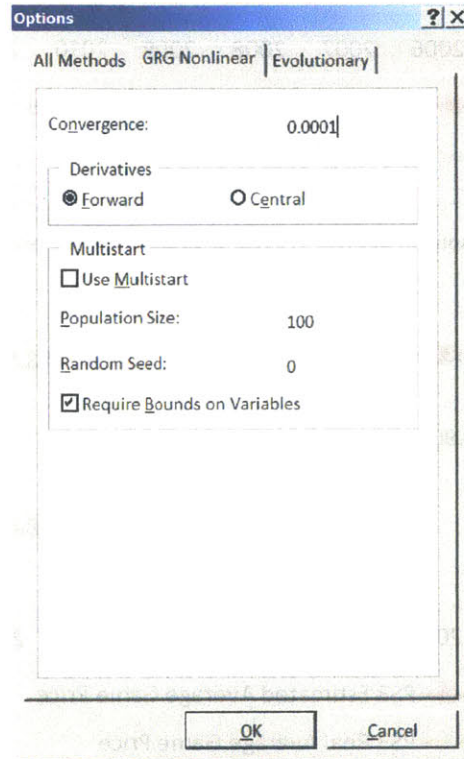 Options ? X
All Methods GRG Nonlinear Evolutionary
Convergence: 0.0001
Derivatives
Forward Central
Multistart
Use Multistart
Population Size: 100
Random Seed: 0
Require Bounds on Variables
OK Cancel